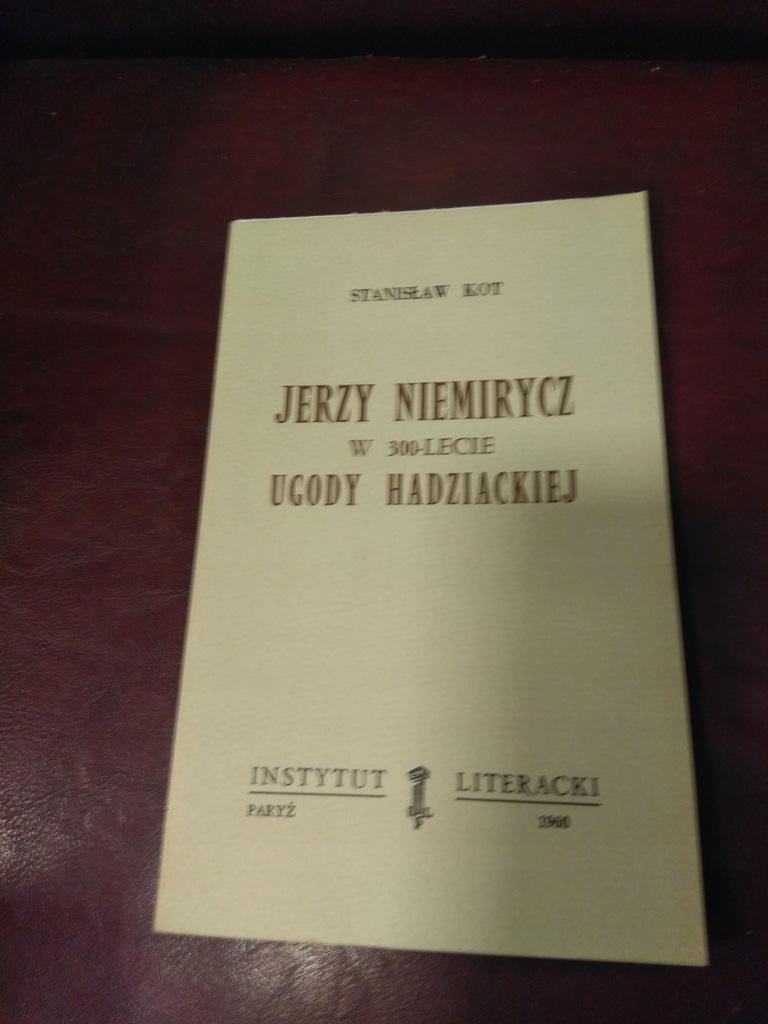 STANISŁAW KOT
JERZY NIEMIRYCZ
W 300-LECIE
UGODY HADZIACKIEJ
INSTYTUT LITERACKI
PARYŻ 1960